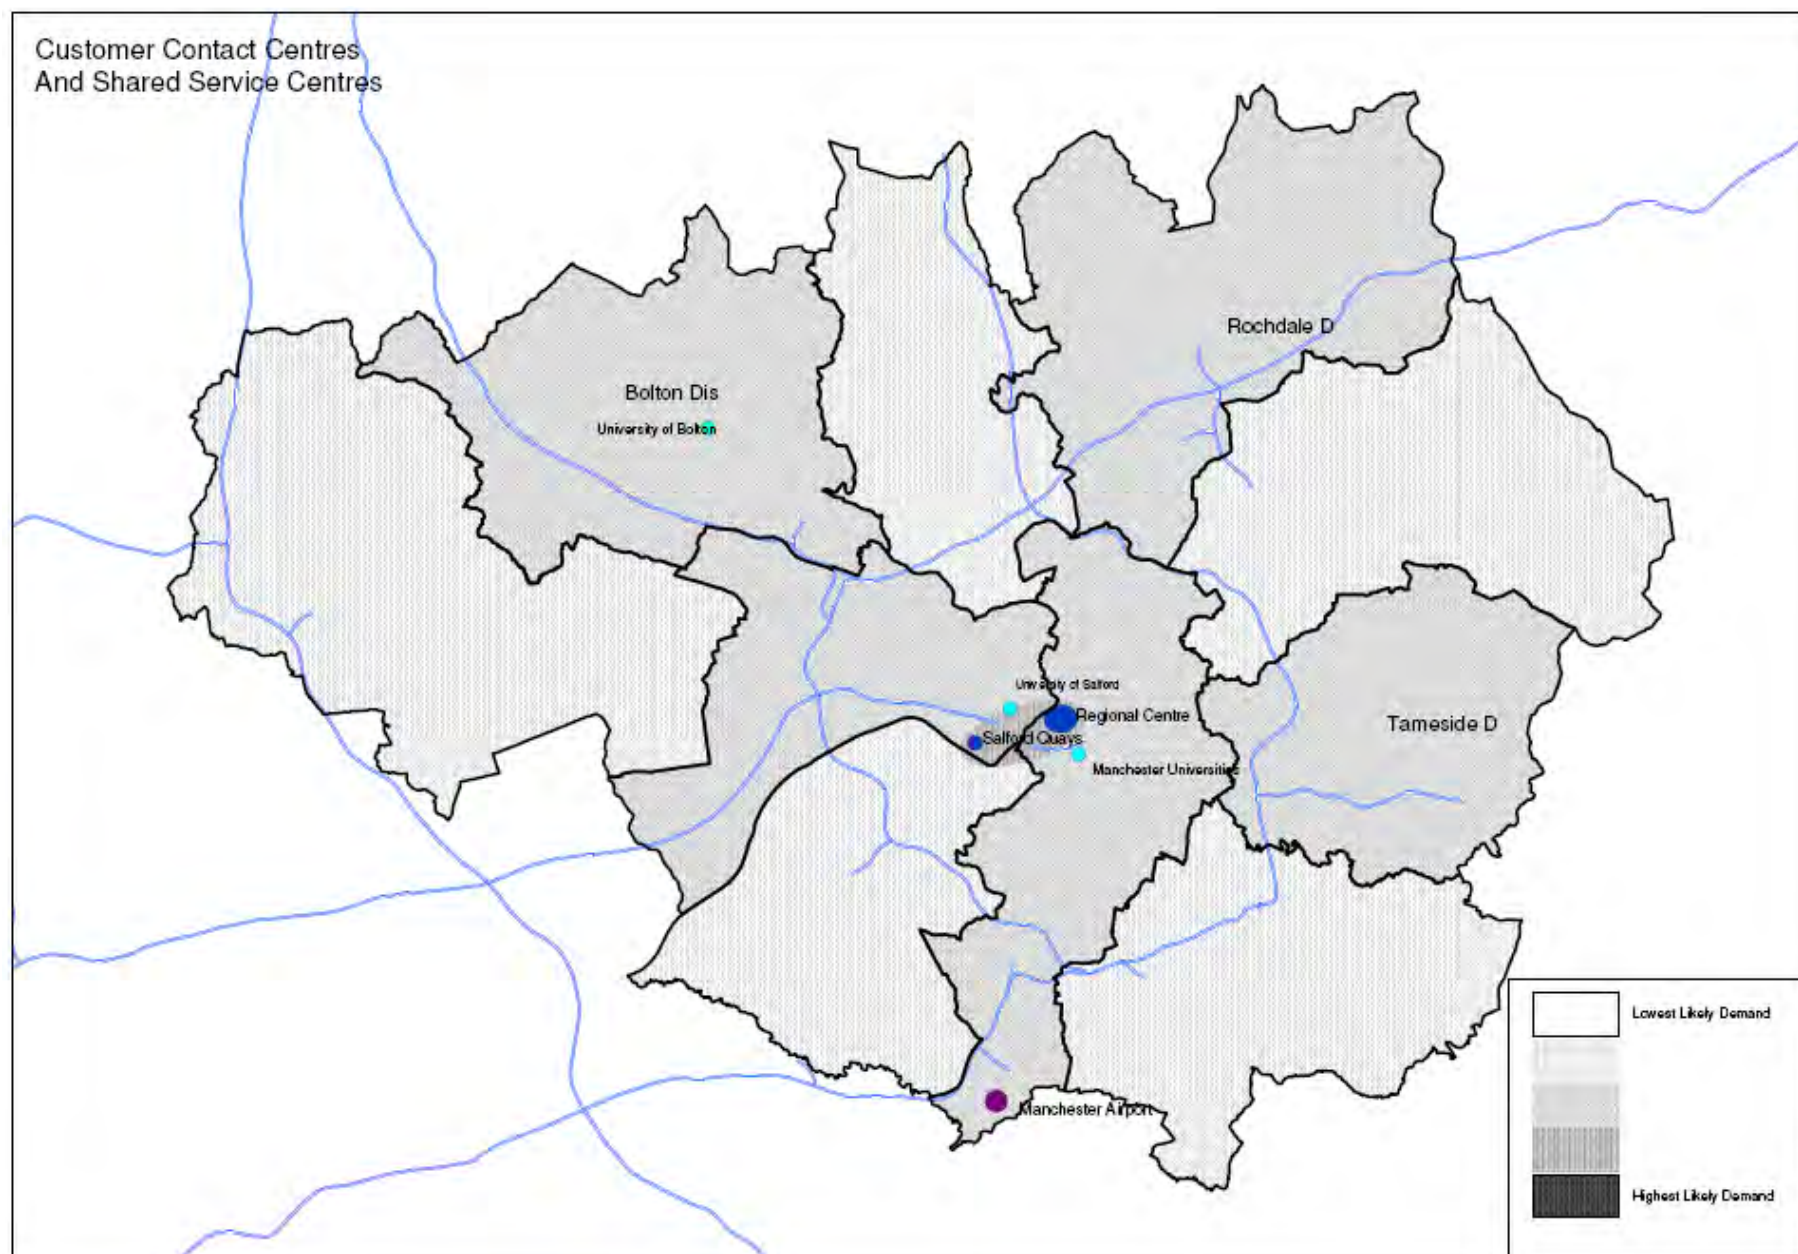 Customer Contact Centres
And Shared Service Centres
Rochdale D
Bolton Dis
University of Bolton
University of Salford
Regional Centre
Salford Quays
Tameside D
Manchester Universities
Manchester Airport
Lowest Likely Demand
Highest Likely Demand